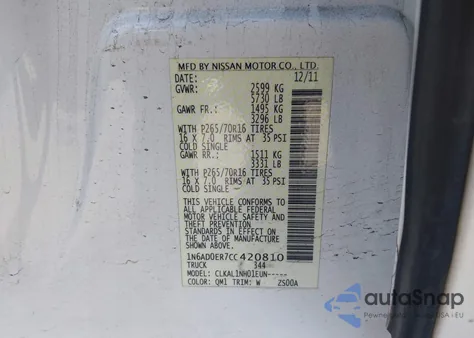 MFD BY NISSAN MOTOR CO., LTD.
DATE: 12/11
GVWR: 2599 KG
5730 LB
GAWR FR.: 1495 KG
3296 LB
WITH P265/70R16 TIRES
16 X 7.0 RIMS AT 35 PSI
COLD SINGLE
GAWR RR.: 1511 KG
3331 LB
WITH P265/70R16 TIRES
16 X 7.0 RIMS AT 35 PSI
COLD SINGLE
THIS VEHICLE CONFORMS TO
ALL APPLICABLE FEDERAL
MOTOR VEHICLE SAFETY AND
THEFT PREVENTION
STANDARDS IN EFFECT ON THE
DATE OF MANUFACTURE
SHOWN ABOVE.
1N6AD0ER7CC420810
TRUCK 344
MODEL: CLKAL1NH01EUN-----
COLOR: QM1 TRIM: W ZS00A
autoSnap